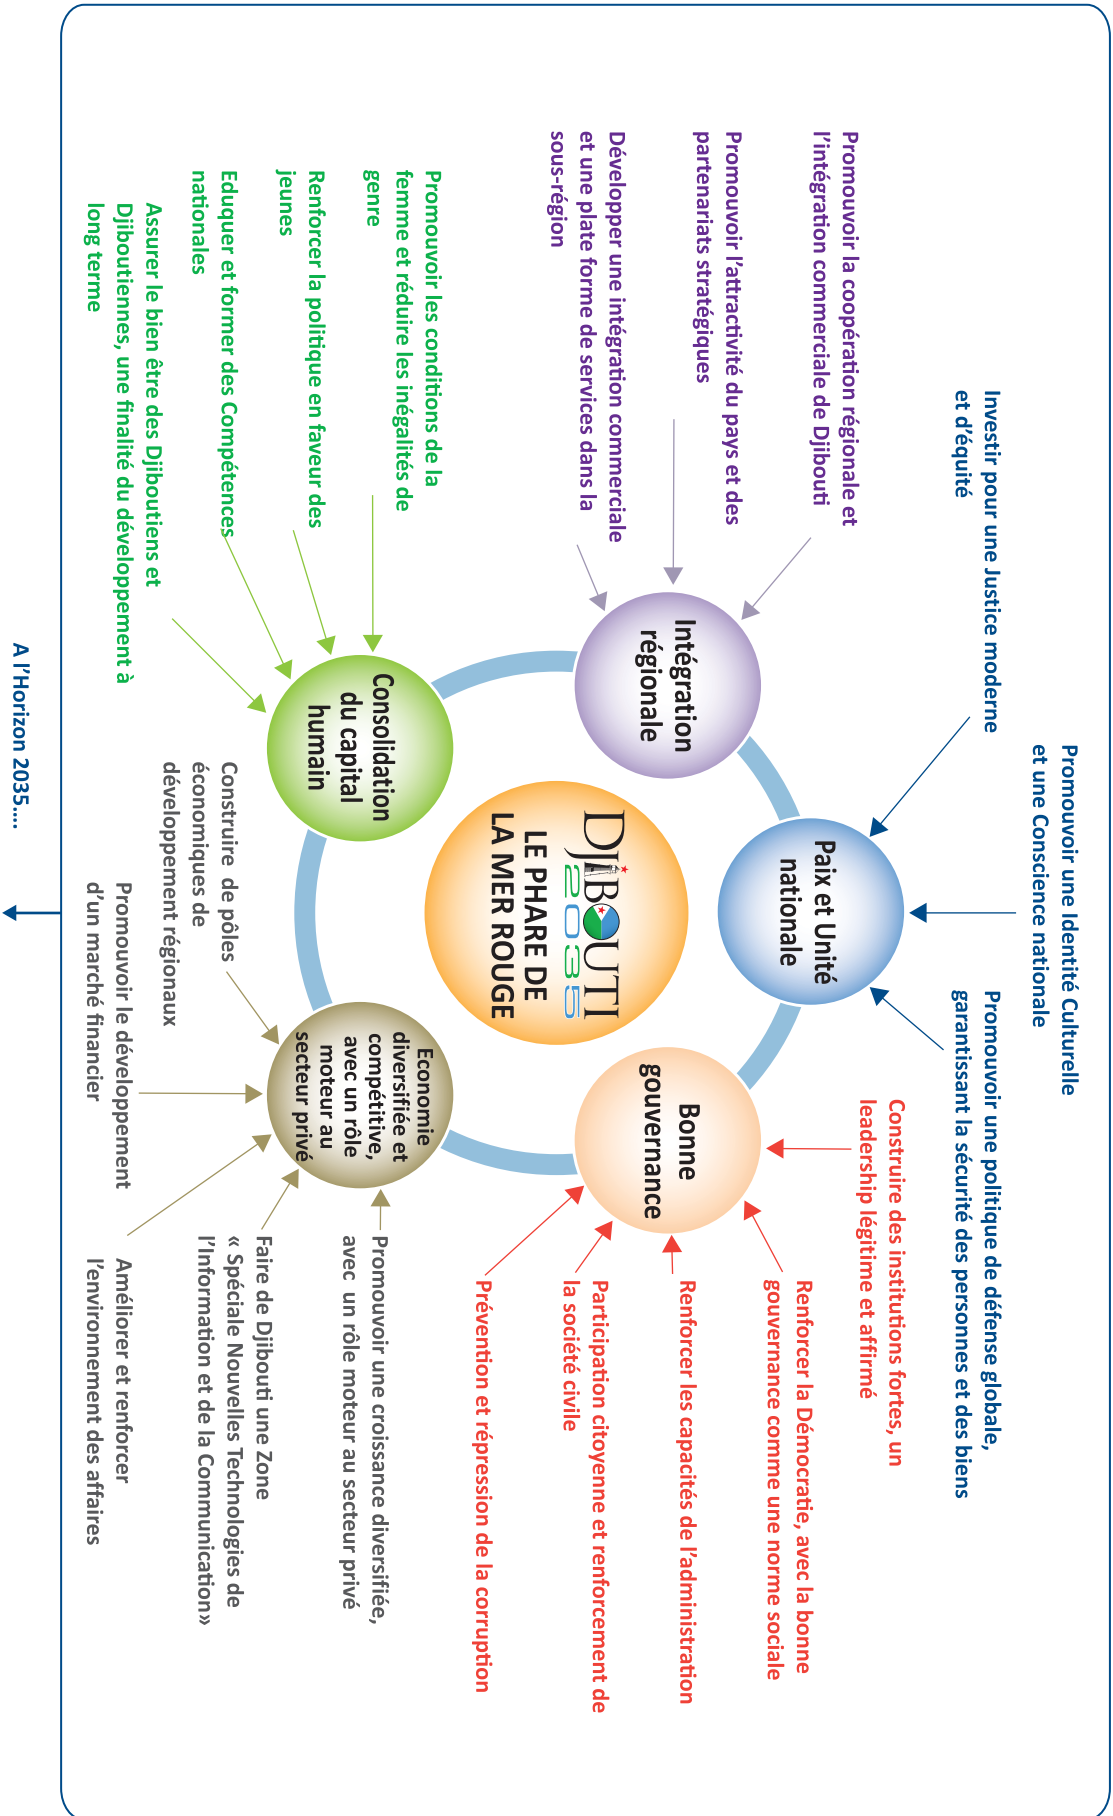 Promouvoir une Identité Culturelle
et une Conscience nationale
Investir pour une Justice moderne
et d'équité
Promouvoir une politique de défense globale,
garantissant la sécurité des personnes et des biens
Paix et Unité
nationale
Promouvoir la coopération régionale et
l'intégration commerciale de Djibouti
Promouvoir l'attractivité du pays et des
partenariats stratégiques
Développer une intégration commerciale
et une plate forme de services dans la
sous-région
Intégration
régionale
Construire des institutions fortes, un
leadership légitime et affirmé
Renforcer la Démocratie, avec la bonne
gouvernance comme une norme sociale
Renforcer les capacités de l'administration
Participation citoyenne et renforcement de
la société civile
Prévention et répression de la corruption
Bonne
gouvernance
DJIBOUTI
2035
LE PHARE DE
LA MER ROUGE
Promouvoir les conditions de la
femme et réduire les inégalités de
genre
Renforcer la politique en faveur des
jeunes
Eduquer et former des Compétences
nationales
Assurer le bien être des Djiboutiens et
Djiboutiennes, une finalité du développement à
long terme
Consolidation
du capital
humain
Economie
diversifiée et
compétitive,
avec un rôle
moteur au
secteur privé
Promouvoir une croissance diversifiée,
avec un rôle moteur au secteur privé
Faire de Djibouti une Zone
« Spéciale Nouvelles Technologies de
l'Information et de la Communication»
Construire de pôles
économiques de
développement régionaux
Promouvoir le développement
d'un marché financier
Améliorer et renforcer
l'environnement des affaires
A l'Horizon 2035....